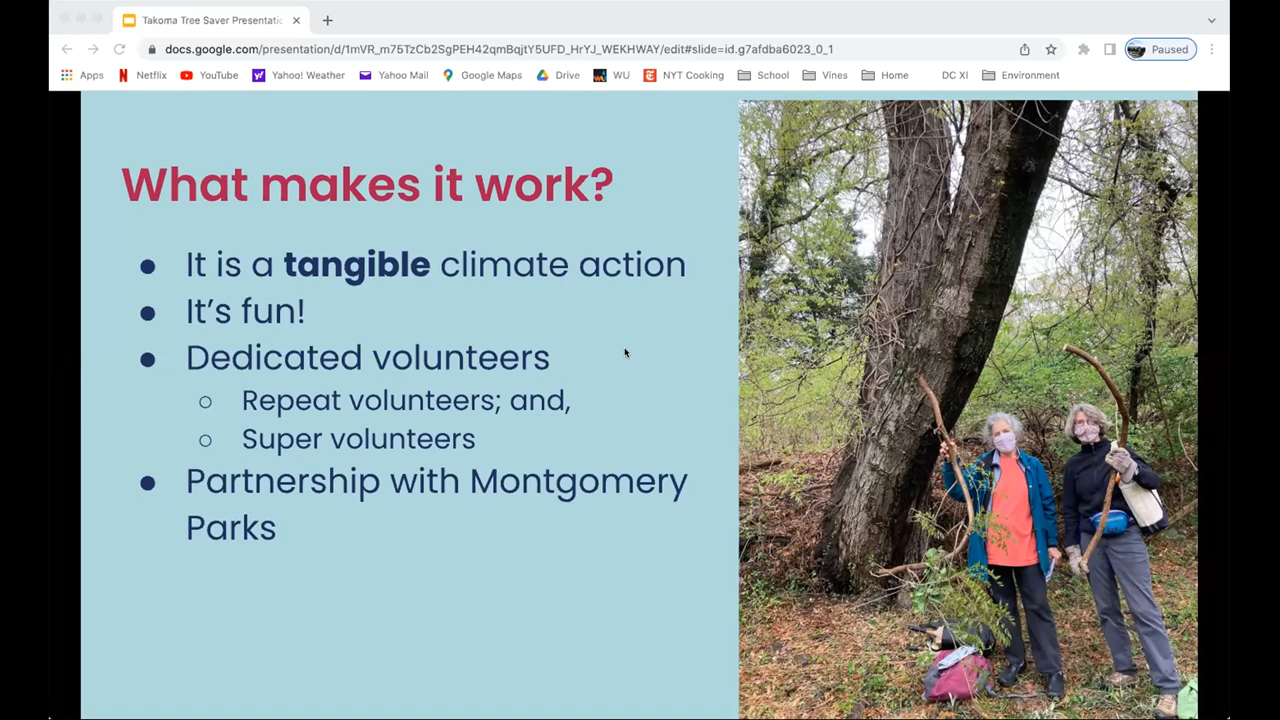 Takoma Tree Saver Presentatic
docs.google.com/presentation/d/1mVR_m75TzCb2SgPEH42qmBqjtY5UFD_HrYJ_WEKHWAY/edit#slide=id.g7afdba6023_0_1
Paused
Apps Netflix YouTube Yahoo! Weather Yahoo Mail Google Maps Drive WU NYT Cooking School Vines Home DC XI Environment
What makes it work?
● It is a tangible climate action
● It's fun!
● Dedicated volunteers
○ Repeat volunteers; and,
○ Super volunteers
● Partnership with Montgomery
Parks